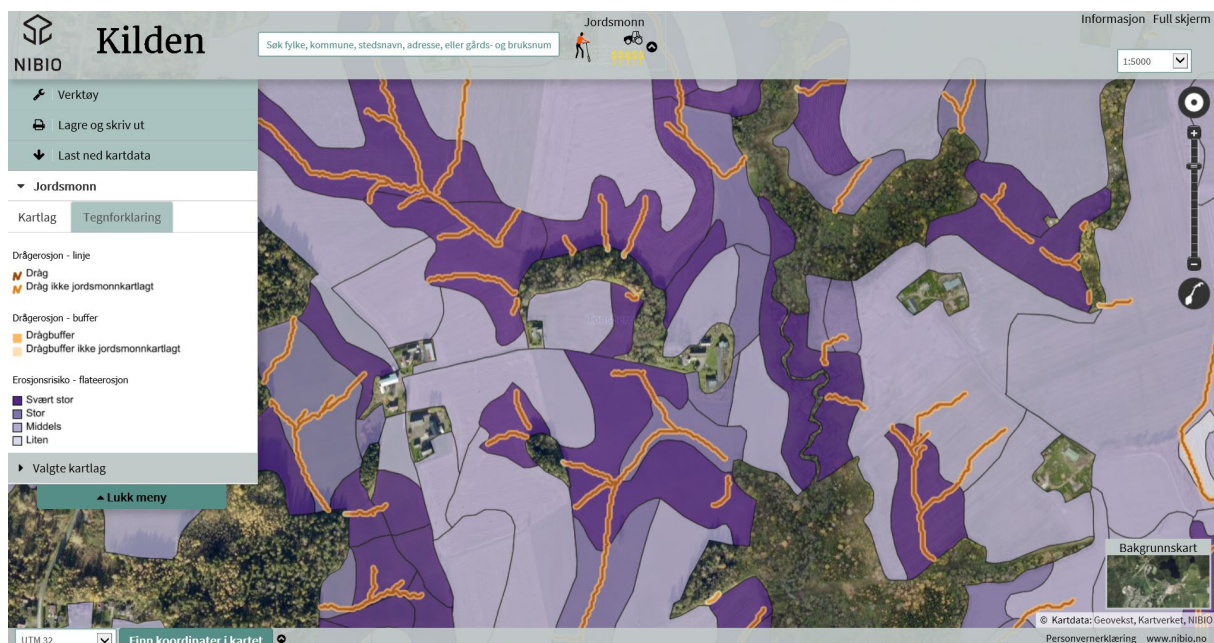 NIBIO
Kilden
Søk fylke, kommune, stedsnavn, adresse, eller gårds- og bruksnum
Jordsmonn
Informasjon Full skjerm
1:5000
Verktøy
Lagre og skriv ut
Last ned kartdata
Jordsmonn
Kartlag Tegnforklaring
Drågerosjon - linje
Dråg
Dråg ikke jordsmonnkartlagt
Drågerosjon - buffer
Drågbuffer
Drågbuffer ikke jordsmonnkartlagt
Erosjonsrisiko - flateerosjon
Svært stor
Stor
Middels
Liten
Valgte kartlag
Lukk meny
Bakgrunnskart
© Kartdata: Geovekst, Kartverket, NIBIO
UTM 32
Finn koordinater i kartet
Personvernerklæring www.nibio.no